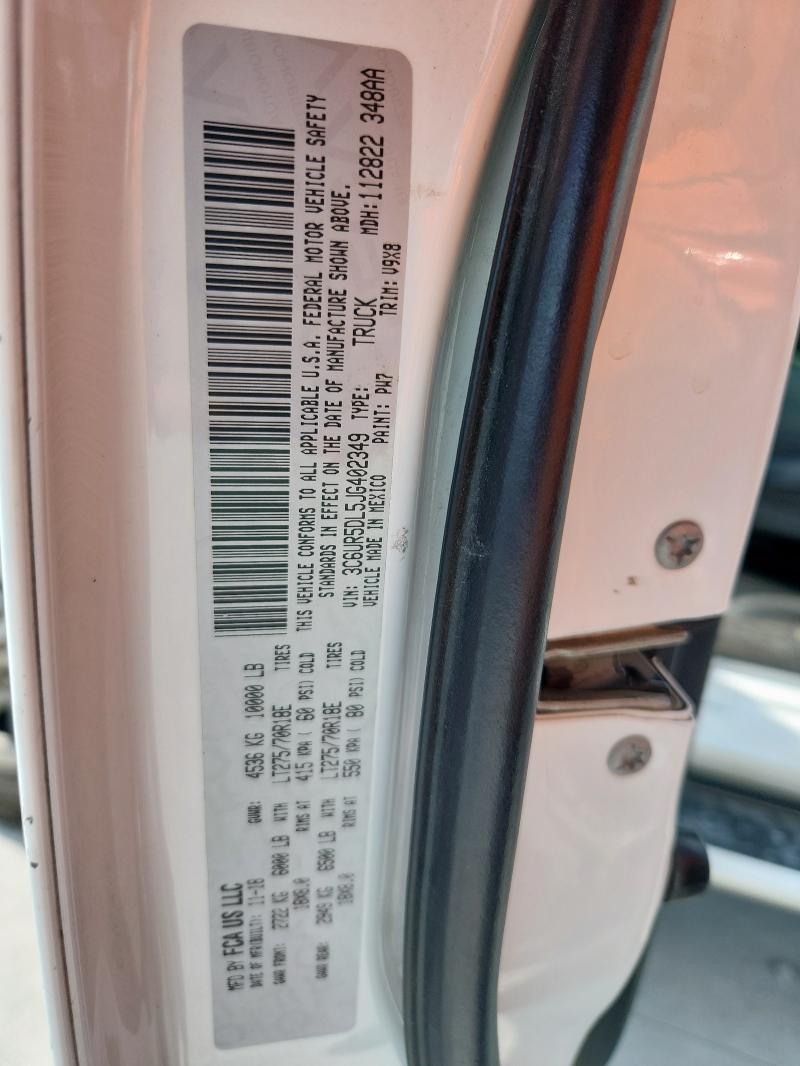 MFD BY FCA US LLC
DATE OF MFR(BUILT): 11-18
GVWR: 4536 KG 10000 LB
GAWR FRONT: 2722 KG 6000 LB WITH LT275/70R18E TIRES
18X8.0 RIMS AT 415 KPA ( 60 PSI) COLD
GAWR REAR: 2949 KG 6500 LB WITH LT275/70R18E TIRES
18X8.0 RIMS AT 550 KPA ( 80 PSI) COLD
THIS VEHICLE CONFORMS TO ALL APPLICABLE U.S.A. FEDERAL MOTOR VEHICLE SAFETY
STANDARDS IN EFFECT ON THE DATE OF MANUFACTURE SHOWN ABOVE.
VIN: 3C6UR5DL5JG402349 TYPE: TRUCK MDH: 112822 348AA
VEHICLE MADE IN MEXICO PAINT: PW7 TRIM: V9X8